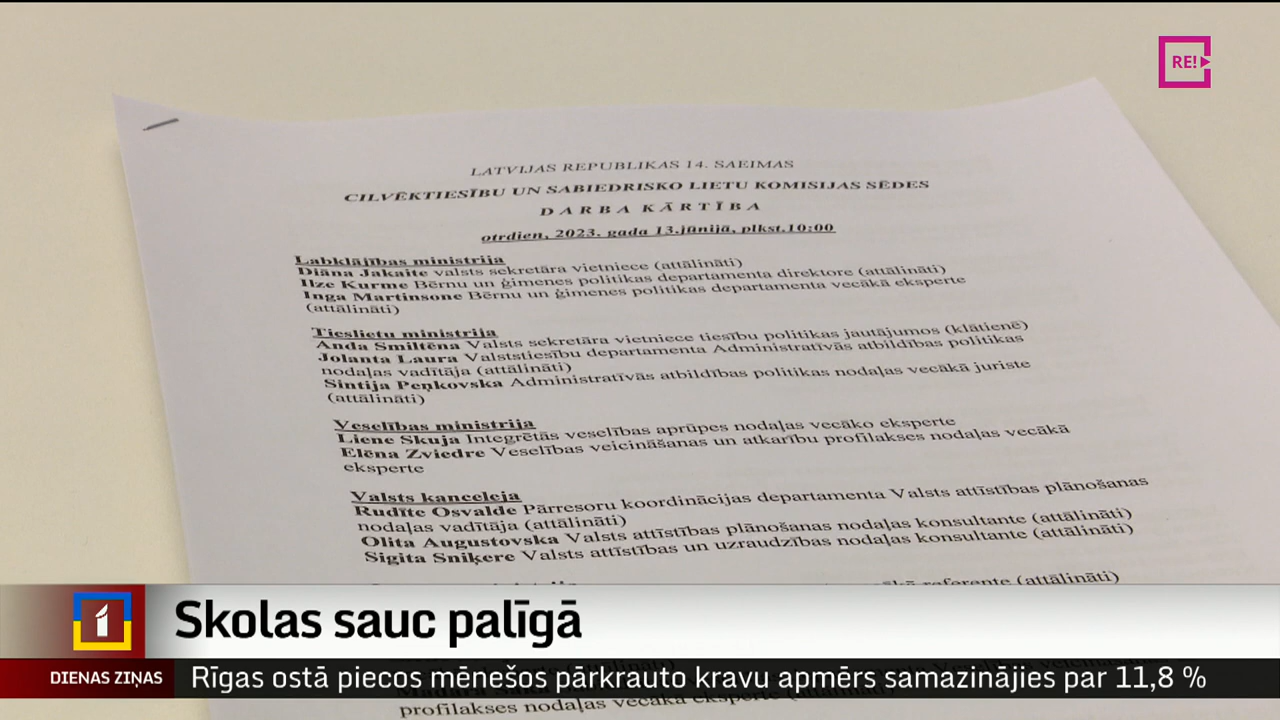 RE!
LATVIJAS REPUBLIKAS 14. SAEIMAS
CILVĒKTIESĪBU UN SABIEDRISKO LIETU KOMISIJAS SĒDES
DARBA KĀRTĪBA
otrdien, 2023. gada 13.jūnijā, plkst.10:00
Labklājības ministrija
Diāna Jakaite valsts sekretāra vietniece (attālināti)
Ilze Kurme Bērnu un ģimenes politikas departamenta direktore (attālināti)
Inga Martinsone Bērnu un ģimenes politikas departamenta vecākā eksperte
(attālināti)
Tieslietu ministrija
Anda Smiltēna Valsts sekretāra vietniece tiesību politikas jautājumos (klātienē)
Jolanta Laura Valststiesību departamenta Administratīvās atbildības politikas
nodaļas vadītāja (attālināti)
Sintija Peņkovska Administratīvās atbildības politikas nodaļas vecākā juriste
(attālināti)
Veselības ministrija
Liene Skuja Integrētās veselības aprūpes nodaļas vecāko eksperte
Elēna Zviedre Veselības veicināšanas un atkarību profilakses nodaļas vecākā
eksperte
Valsts kanceleja
Rudīte Osvalde Pārresoru koordinācijas departamenta Valsts attīstības plānošanas
nodaļas vadītāja (attālināti)
Olita Augustovska Valsts attīstības plānošanas nodaļas konsultante (attālināti)
Sigita Sniķere Valsts attīstības un uzraudzības nodaļas konsultante (attālināti)
referente (attālināti)
1 Skolas sauc palīgā
DIENAS ZIŅAS Rīgas ostā piecos mēnešos pārkrauto kravu apmērs samazinājies par 11,8 %
profilakses nodaļas vecākā eksperte (attālināti)